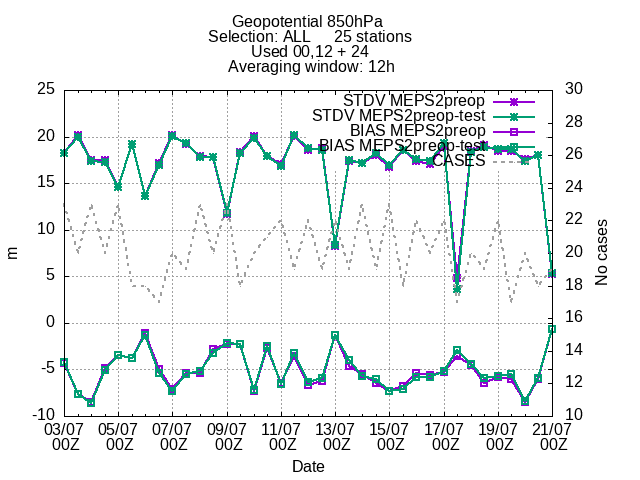 Geopotential 850hPa
Selection: ALL 25 stations
Used 00,12 + 24
Averaging window: 12h
STDV MEPS2preop
STDV MEPS2preop-test
BIAS MEPS2preop
BIAS MEPS2preop-test
CASES
25
20
15
10
5
0
-5
-10
m
30
28
26
24
22
20
18
16
14
12
10
No cases
03/07 05/07 07/07 09/07 11/07 13/07 15/07 17/07 19/07 21/07
00Z 00Z 00Z 00Z 00Z 00Z 00Z 00Z 00Z 00Z
Date